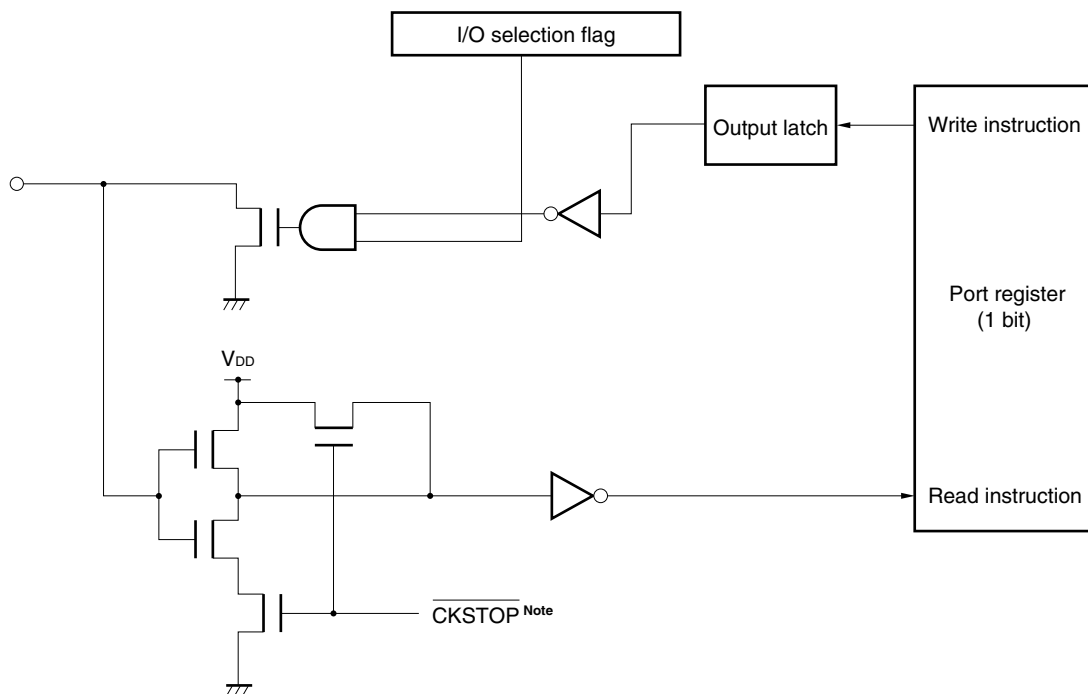 I/O selection flag
Output latch
Write instruction
Port register
(1 bit)
VDD
Read instruction
CKSTOP Note